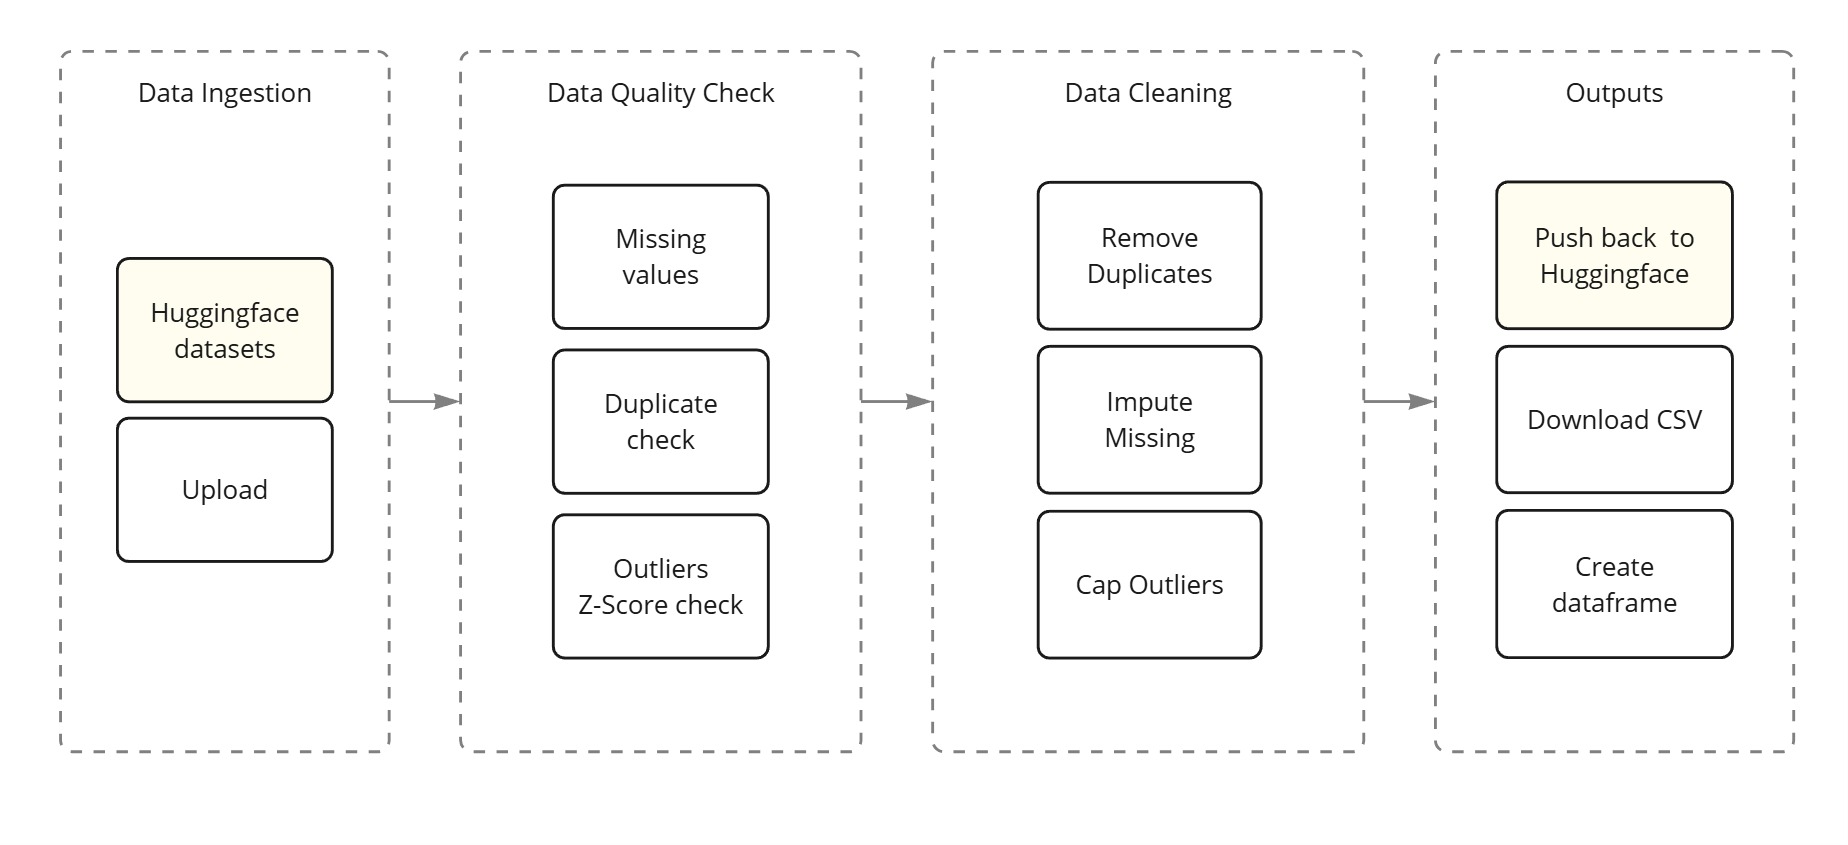 Data Ingestion
Huggingface
datasets
Upload
Data Quality Check
Missing
values
Duplicate
check
Outliers
Z-Score check
Data Cleaning
Remove
Duplicates
Impute
Missing
Cap Outliers
Outputs
Push back  to
Huggingface
Download CSV
Create
dataframe